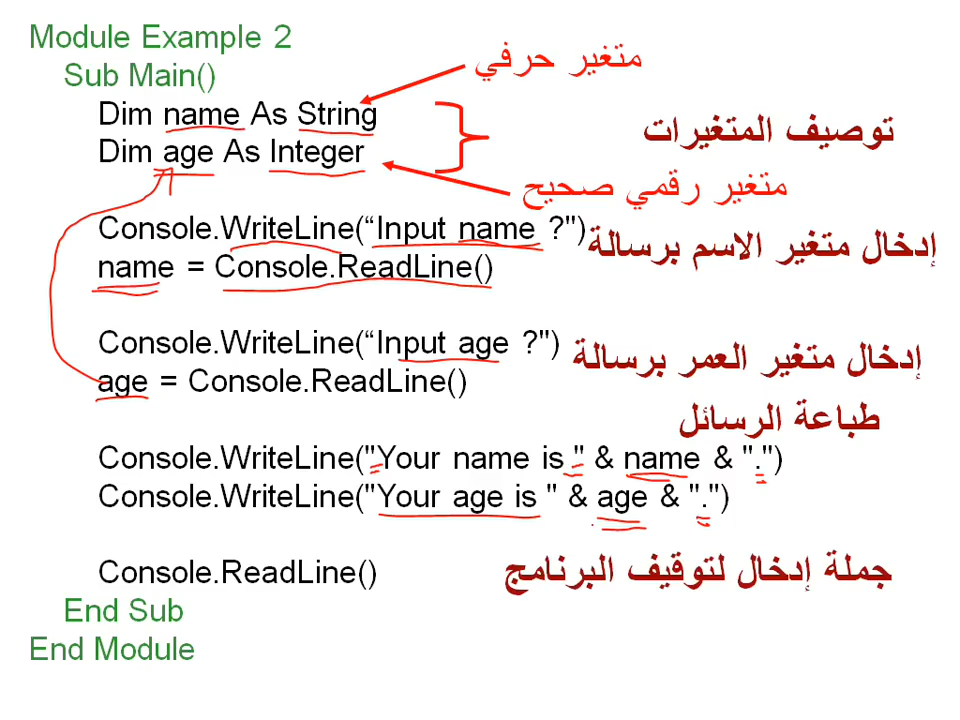 Module Example 2
Sub Main()
متغير حرفي
Dim name As String
توصيف المتغيرات
Dim age As Integer
متغير رقمي صحيح
Console.WriteLine(“Input name ?")
إدخال متغير الاسم برسالة
name = Console.ReadLine()
Console.WriteLine(“Input age ?")
إدخال متغير العمر برسالة
age = Console.ReadLine()
طباعة الرسائل
Console.WriteLine("Your name is " & name & ".")
Console.WriteLine("Your age is " & age & ".")
Console.ReadLine()
جملة إدخال لتوقيف البرنامج
End Sub
End Module